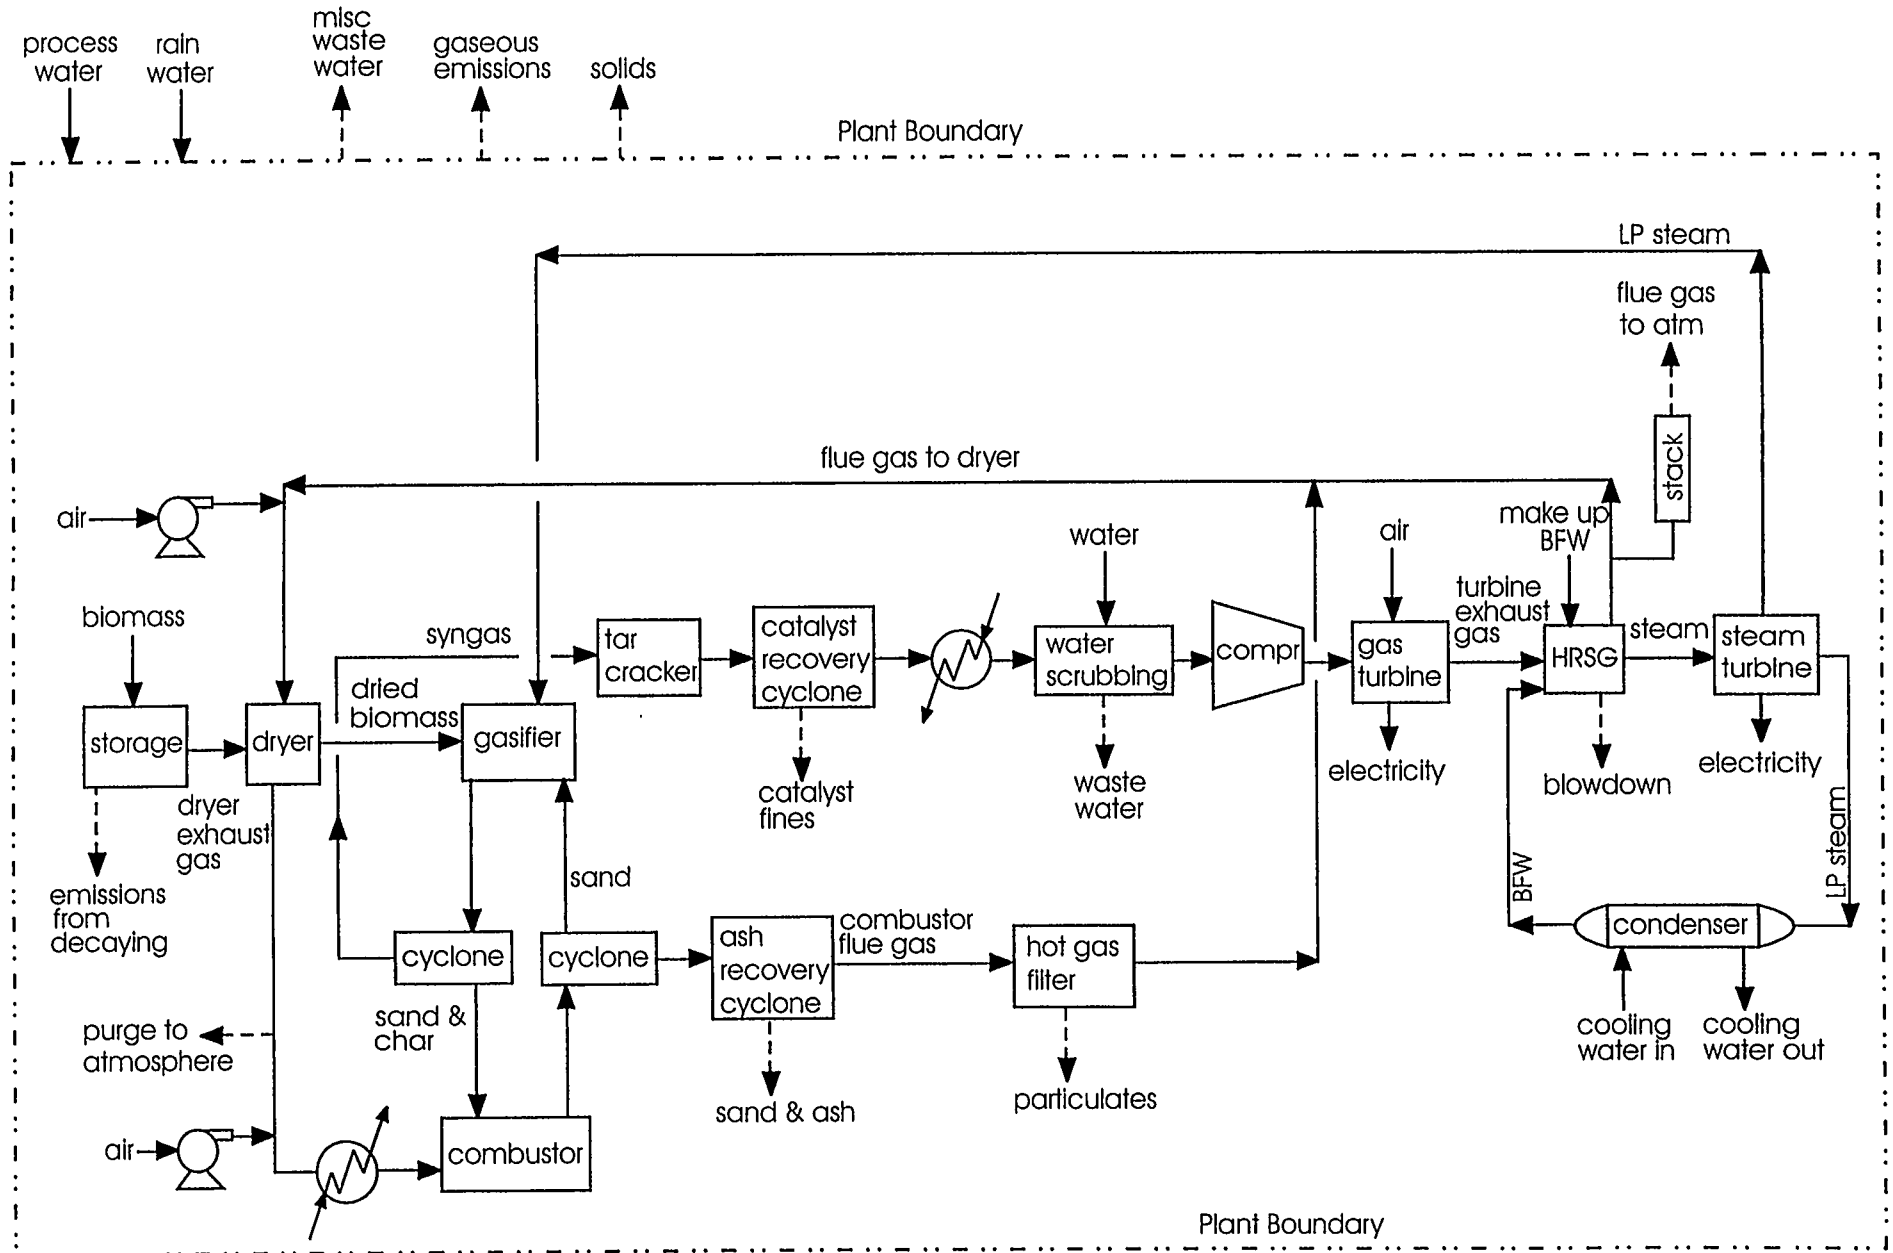 process
water
rain
water
misc
waste
water
gaseous
emissions
solids
Plant Boundary
LP steam
flue gas
to atm
stack
flue gas to dryer
air
make up
BFW
water
air
turbine
exhaust
gas
biomass
syngas
tar
cracker
catalyst
recovery
cyclone
water
scrubbing
compr
gas
turbine
HRSG
steam
steam
turbine
dried
biomass
storage
dryer
gasifier
electricity
electricity
blowdown
catalyst
fines
waste
water
dryer
exhaust
gas
emissions
from
decaying
sand
BFW
LP steam
cyclone
cyclone
ash
recovery
cyclone
combustor
flue gas
hot gas
filter
condenser
sand &
char
purge to
atmosphere
cooling
water in
cooling
water out
sand & ash
particulates
air
combustor
Plant Boundary